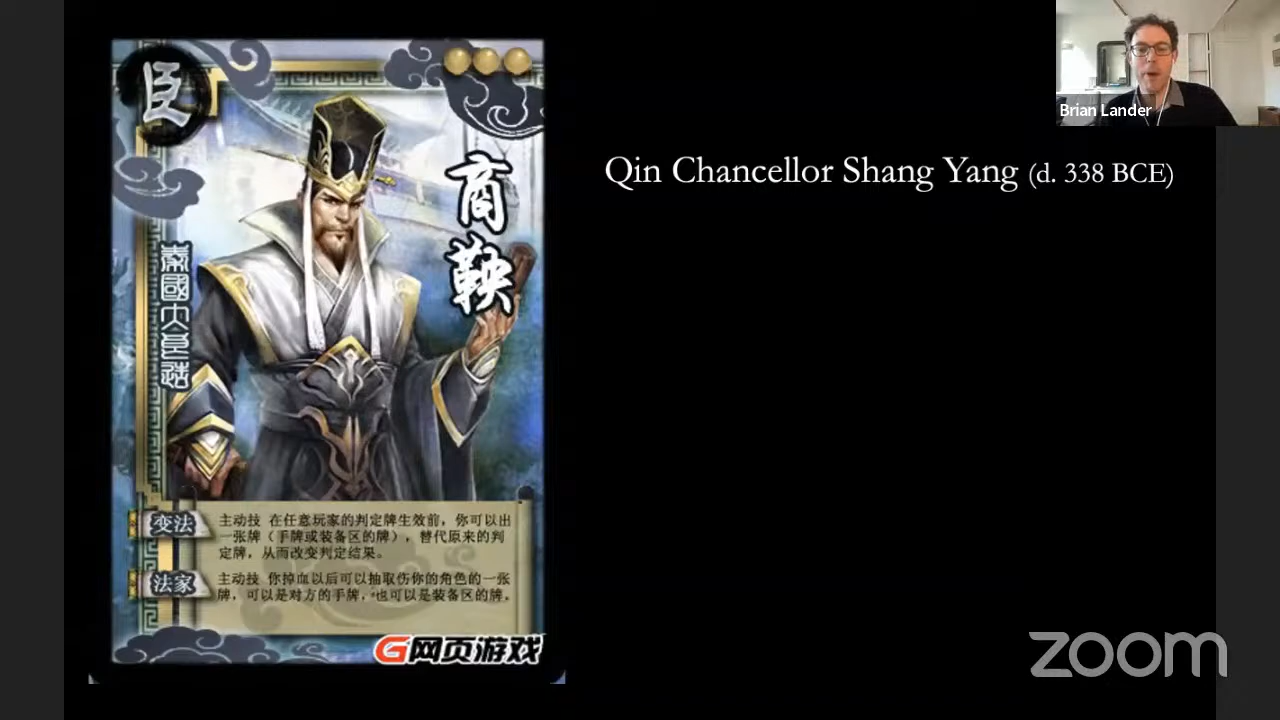 Brian Lander
Qin Chancellor Shang Yang (d. 338 BCE)
臣
商鞅
秦國大良造
变法
主动技 在任意玩家的判定牌生效前，你可以出
一张牌（手牌或装备区的牌），替代原来的判
定牌，从而改变判定结果。
法家
主动技 你掉血以后可以抽取伤你的角色的一张
牌，可以是对方的手牌，也可以是装备区的牌。
G网页游戏
zoom